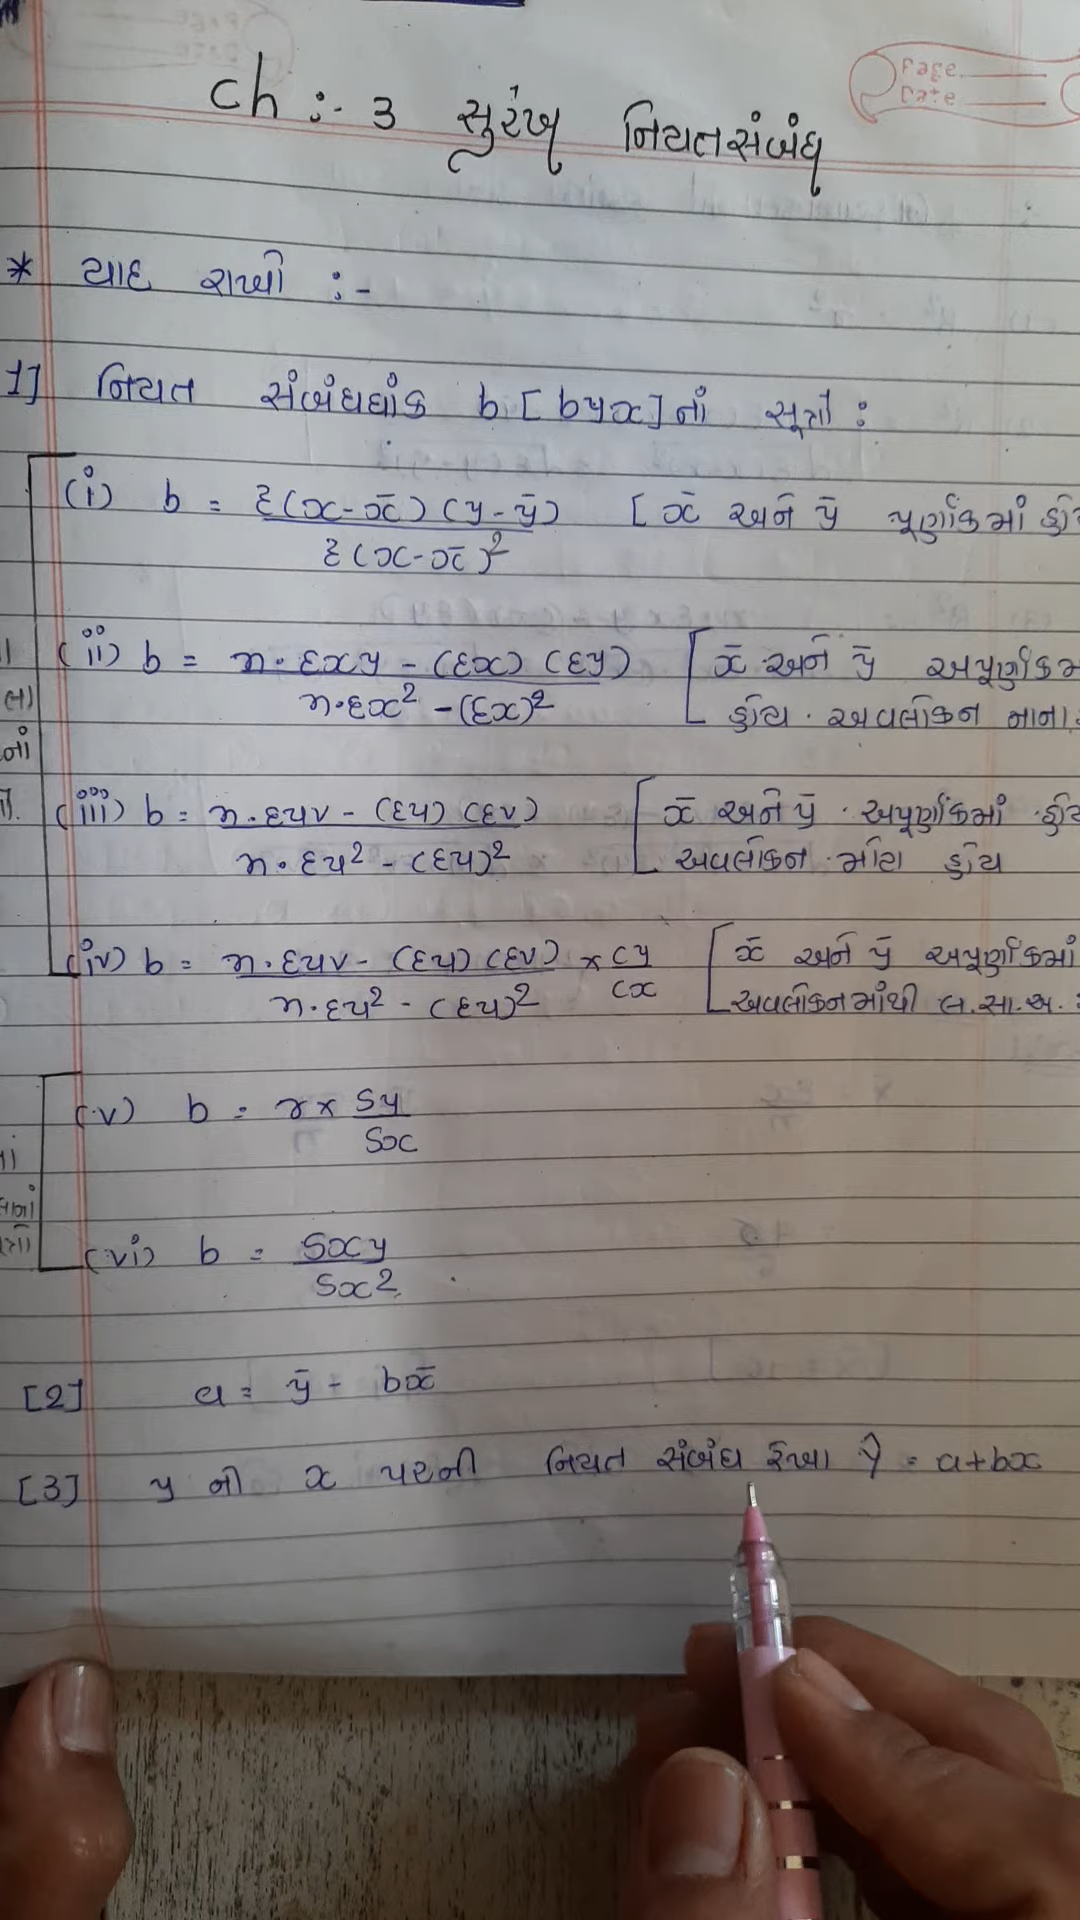 Page
Date
Ch :- 3 સુરેખ નિયતસંબંધ
* યાદ રાખો :-
1] નિયત સંબંધઘાંક b [byx]નાં સૂત્રો :
(i) b = Σ(x-x̄) (y-ȳ) [x̄ અને ȳ પૂર્ણાંકમાં
Σ(x-x̄)²
(ii) b = n·Σxy - (Σx) (Σy) [x̄ અને ȳ
n·Σx² - (Σx)² હોય · અવલોકન નાના
(iii) b = n·Σuv - (Σu) (Σv) [x̄ અને ȳ · અપૂર્ણાંકમાં
n·Σu² - (Σu)² અવલોકન મોટા હોય
(iv) b = n·Σuv - (Σu) (Σv) × cy [x̄ અને ȳ અપૂર્ણાંકમાં
n·Σu² - (Σu)² cx અવલોકનમાંથી લ.સા.અ.
(v) b = r× Sy
Sx
(vi) b = Sxy
Sx²
[2] a = ȳ - bx̄
[3] y ની x પરની નિયત સંબંધ રેખા ŷ = a+bx